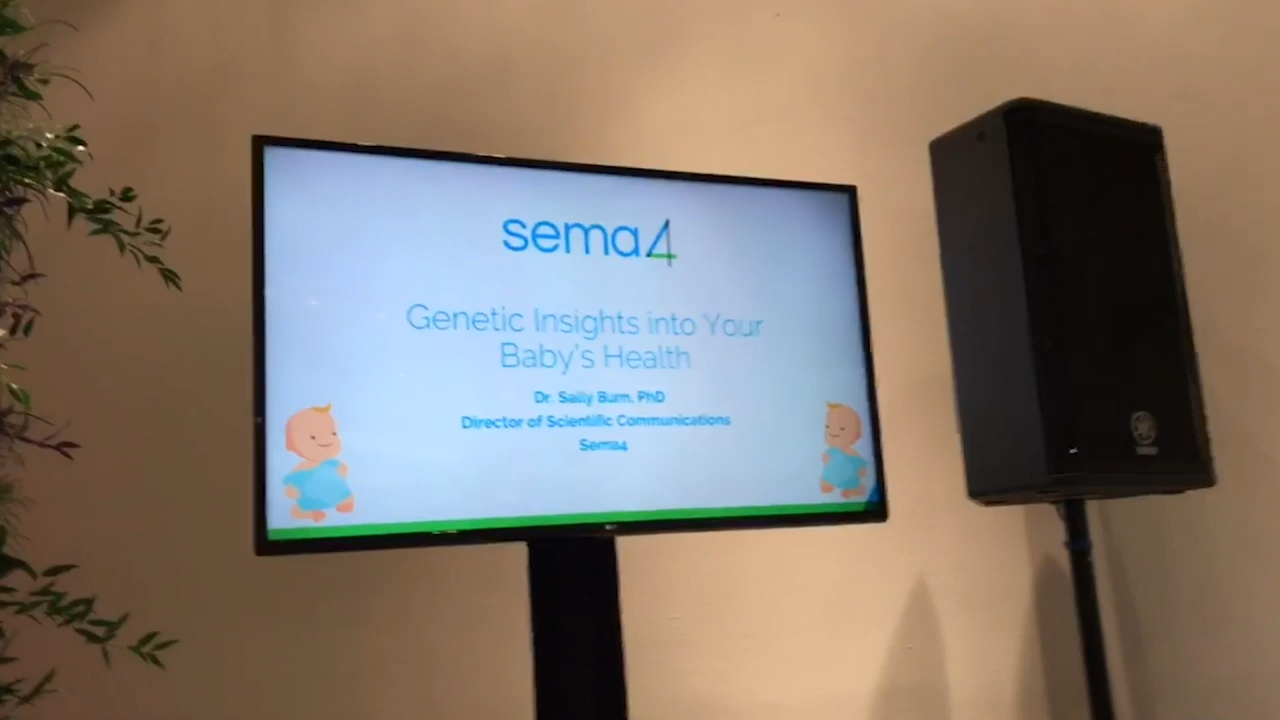 sema4
Genetic Insights into Your
Baby's Health
Dr. Sally Burn, PhD
Director of Scientific Communications
Sema4